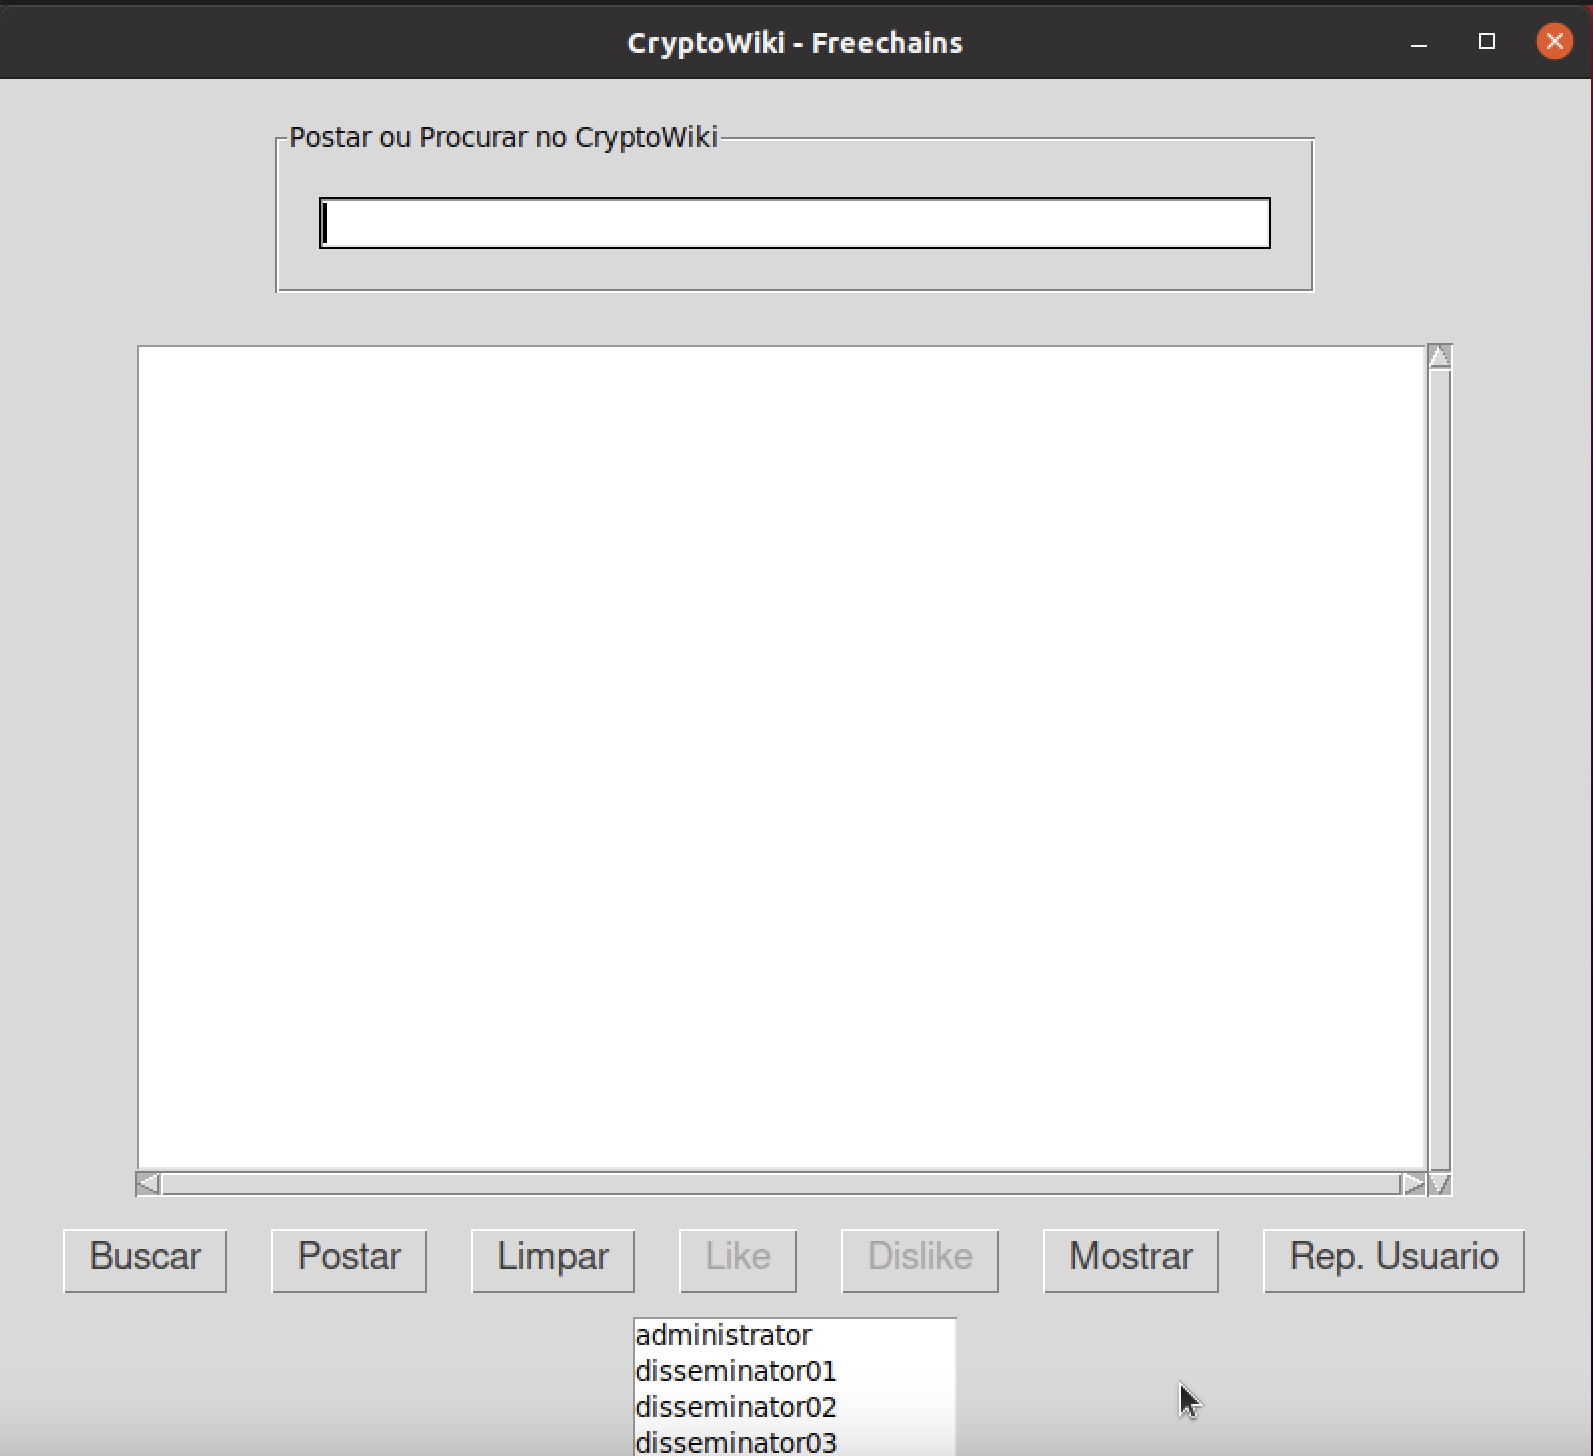 CryptoWiki - Freechains
Postar ou Procurar no CryptoWiki
Buscar Postar Limpar Like Dislike Mostrar Rep. Usuario
administrator
disseminator01
disseminator02
disseminator03